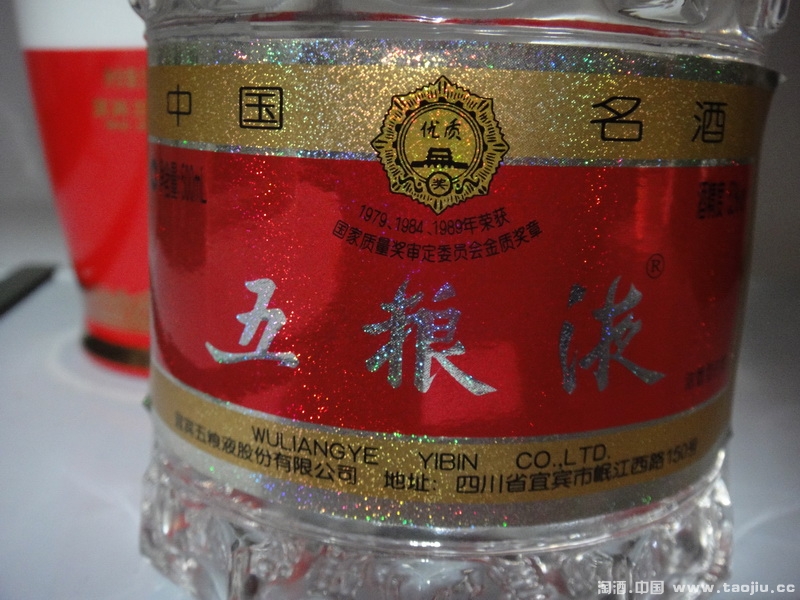 中国 名酒
优质
奖
500mL
1979、1984、1989年荣获
国家质量奖审定委员会金质奖章
五粮液®
WULIANGYE YIBIN CO.,LTD.
宜宾五粮液股份有限公司 地址：四川省宜宾市岷江西路150号
淘酒.中国 www.taojiu.cc